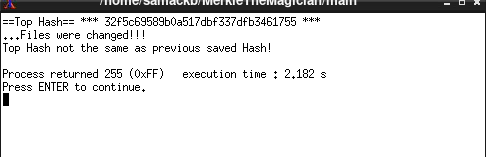 /home/samackb/MerkleTheMagician/main
==Top Hash== *** 32f5c69589b0a517dbf337dfb3461755 ***
...Files were changed!!!
Top Hash not the same as previous saved Hash!
Process returned 255 (0xFF)   execution time : 2.182 s
Press ENTER to continue.